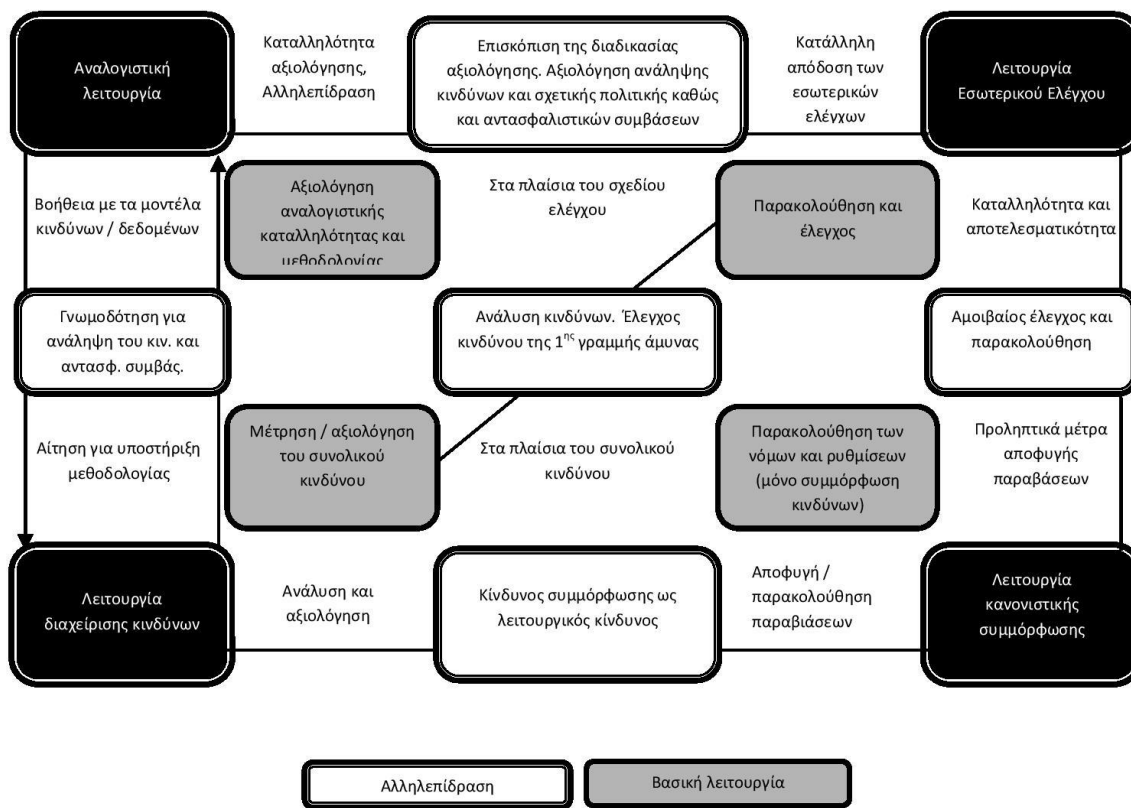 Αναλογιστική
λειτουργία
Καταλληλότητα
αξιολόγησης,
Αλληλεπίδραση
Επισκόπιση της διαδικασίας
αξιολόγησης. Αξιολόγηση ανάληψης
κινδύνων και σχετικής πολιτικής καθώς
και αντασφαλιστικών συμβάσεων
Κατάλληλη
απόδοση των
εσωτερικών
ελέγχων
Λειτουργία
Εσωτερικού Ελέγχου
Βοήθεια με τα μοντέλα
κινδύνων / δεδομένων
Αξιολόγηση
αναλογιστικής
καταλληλότητας και
μεθοδολογίας
Στα πλαίσια του σχεδίου
ελέγχου
Παρακολούθηση και
έλεγχος
Καταλληλότητα και
αποτελεσματικότητα
Γνωμοδότηση για
ανάληψη του κιν. και
αντασφ. συμβάς.
Ανάλυση κινδύνων. Έλεγχος
κινδύνου της 1ης γραμμής άμυνας
Αμοιβαίος έλεγχος και
παρακολούθηση
Αίτηση για υποστήριξη
μεθοδολογίας
Μέτρηση / αξιολόγηση
του συνολικού
κινδύνου
Στα πλαίσια του συνολικού
κινδύνου
Παρακολούθηση των
νόμων και ρυθμίσεων
(μόνο συμμόρφωση
κινδύνων)
Προληπτικά μέτρα
αποφυγής
παραβάσεων
Λειτουργία
διαχείρισης κινδύνων
Ανάλυση και
αξιολόγηση
Κίνδυνος συμμόρφωσης ως
λειτουργικός κίνδυνος
Αποφυγή /
παρακολούθηση
παραβιάσεων
Λειτουργία
κανονιστικής
συμμόρφωσης
Αλληλεπίδραση
Βασική λειτουργία